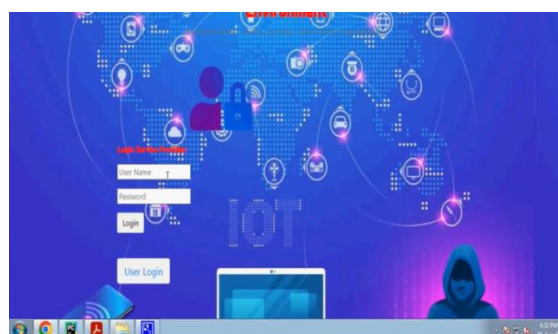 Environment
User Name
Password
Login
IOT
User Login